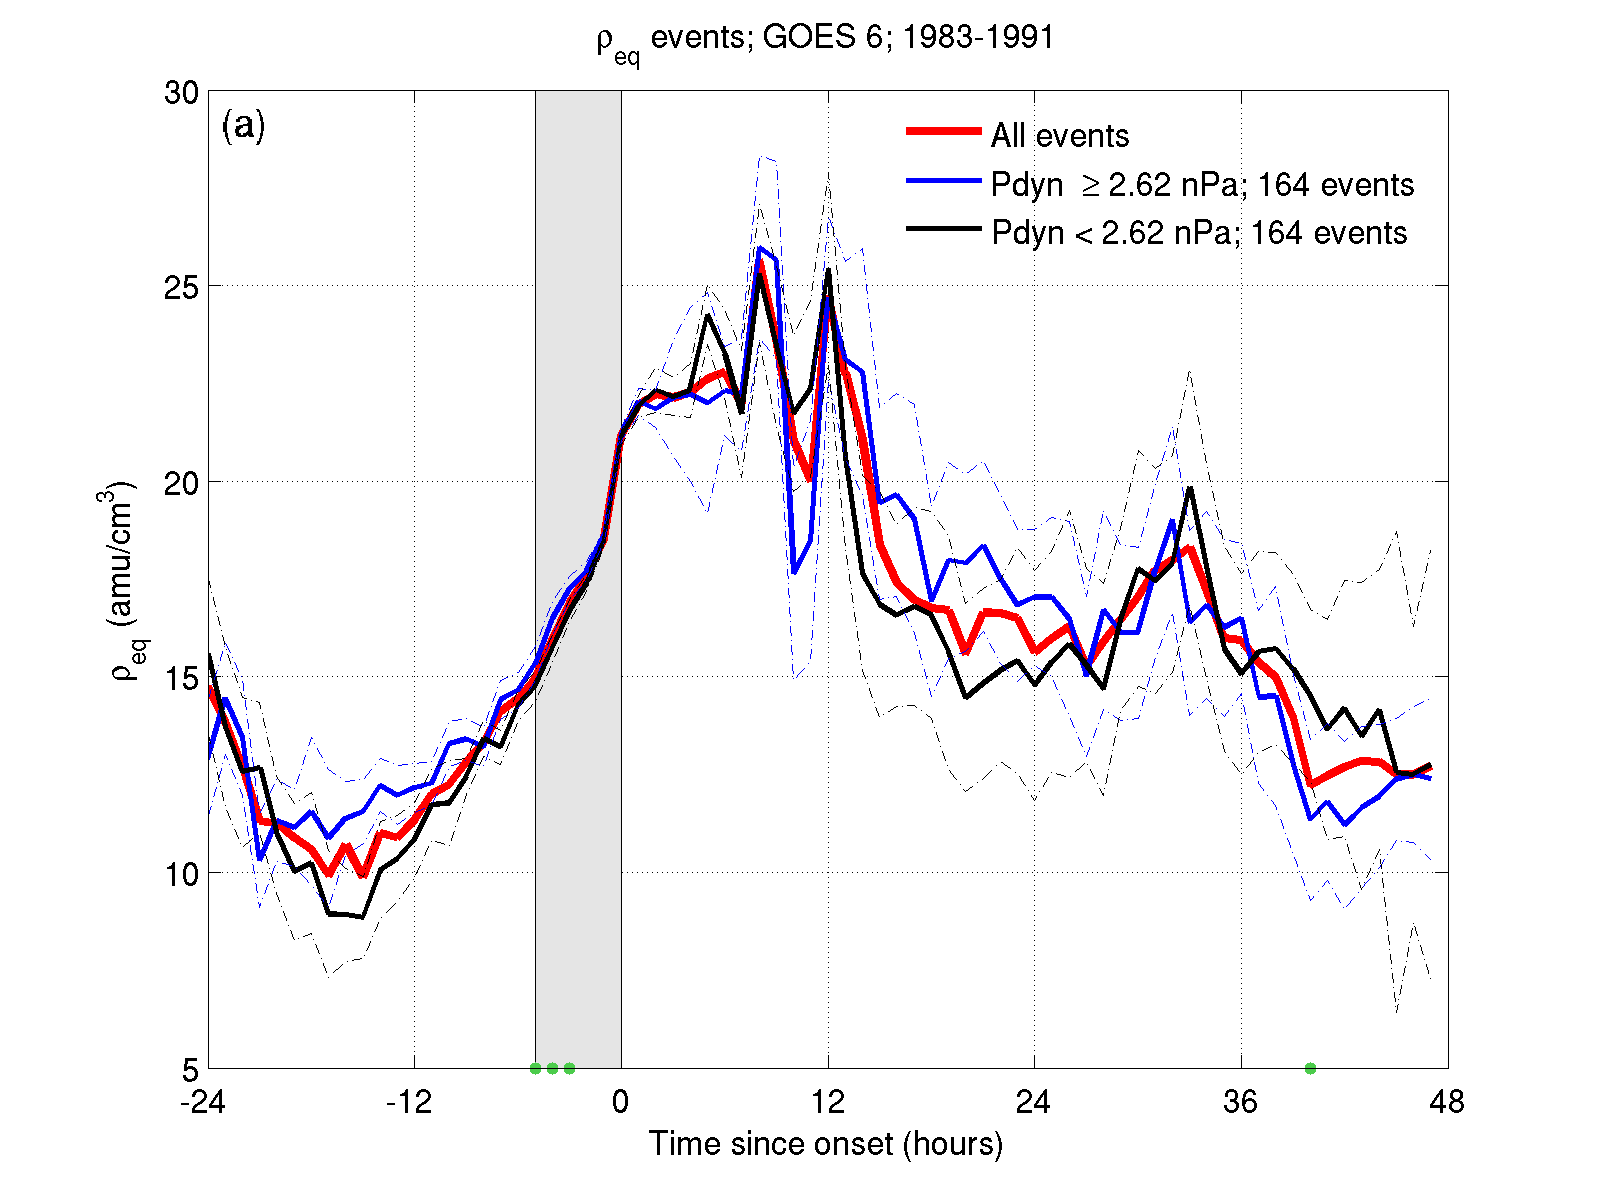 ρeq events; GOES 6; 1983-1991
(a)
All events
Pdyn ≥ 2.62 nPa; 164 events
Pdyn < 2.62 nPa; 164 events
30
25
20
15
10
5
ρeq (amu/cm³)
-24 -12 0 12 24 36 48
Time since onset (hours)